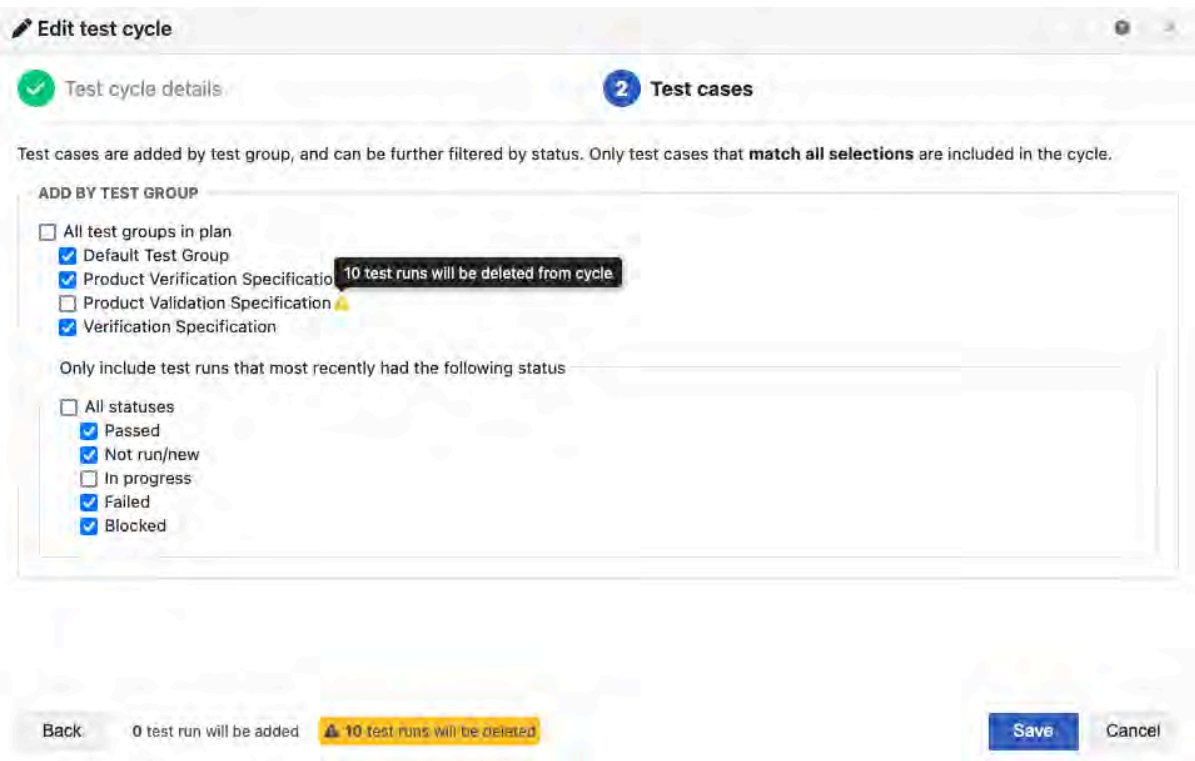 Edit test cycle
Test cycle details
2 Test cases
Test cases are added by test group, and can be further filtered by status. Only test cases that match all selections are included in the cycle.
ADD BY TEST GROUP
All test groups in plan
Default Test Group
Product Verification Specificatio
10 test runs will be deleted from cycle
Product Validation Specification
Verification Specification
Only include test runs that most recently had the following status
All statuses
Passed
Not run/new
In progress
Failed
Blocked
Back 0 test run will be added 10 test runs will be deleted Save Cancel